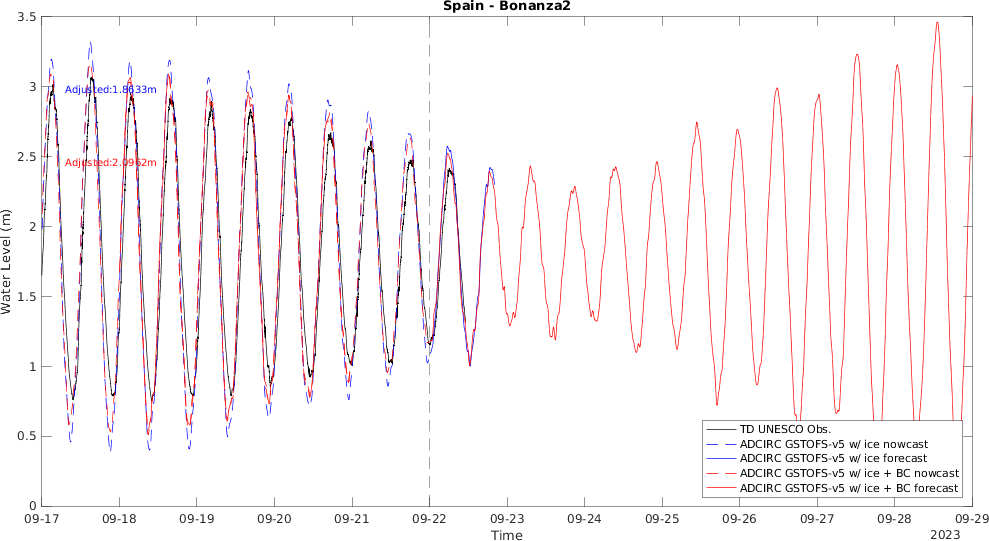 Spain - Bonanza2
3.5
3
2.5
2
1.5
1
0.5
0
Water Level (m)
Adjusted:1.8633m
Adjusted:2.0962m
TD UNESCO Obs.
ADCIRC GSTOFS-v5 w/ ice nowcast
ADCIRC GSTOFS-v5 w/ ice forecast
ADCIRC GSTOFS-v5 w/ ice + BC nowcast
ADCIRC GSTOFS-v5 w/ ice + BC forecast
09-17 09-18 09-19 09-20 09-21 09-22 09-23 09-24 09-25 09-26 09-27 09-28 09-29
Time
2023